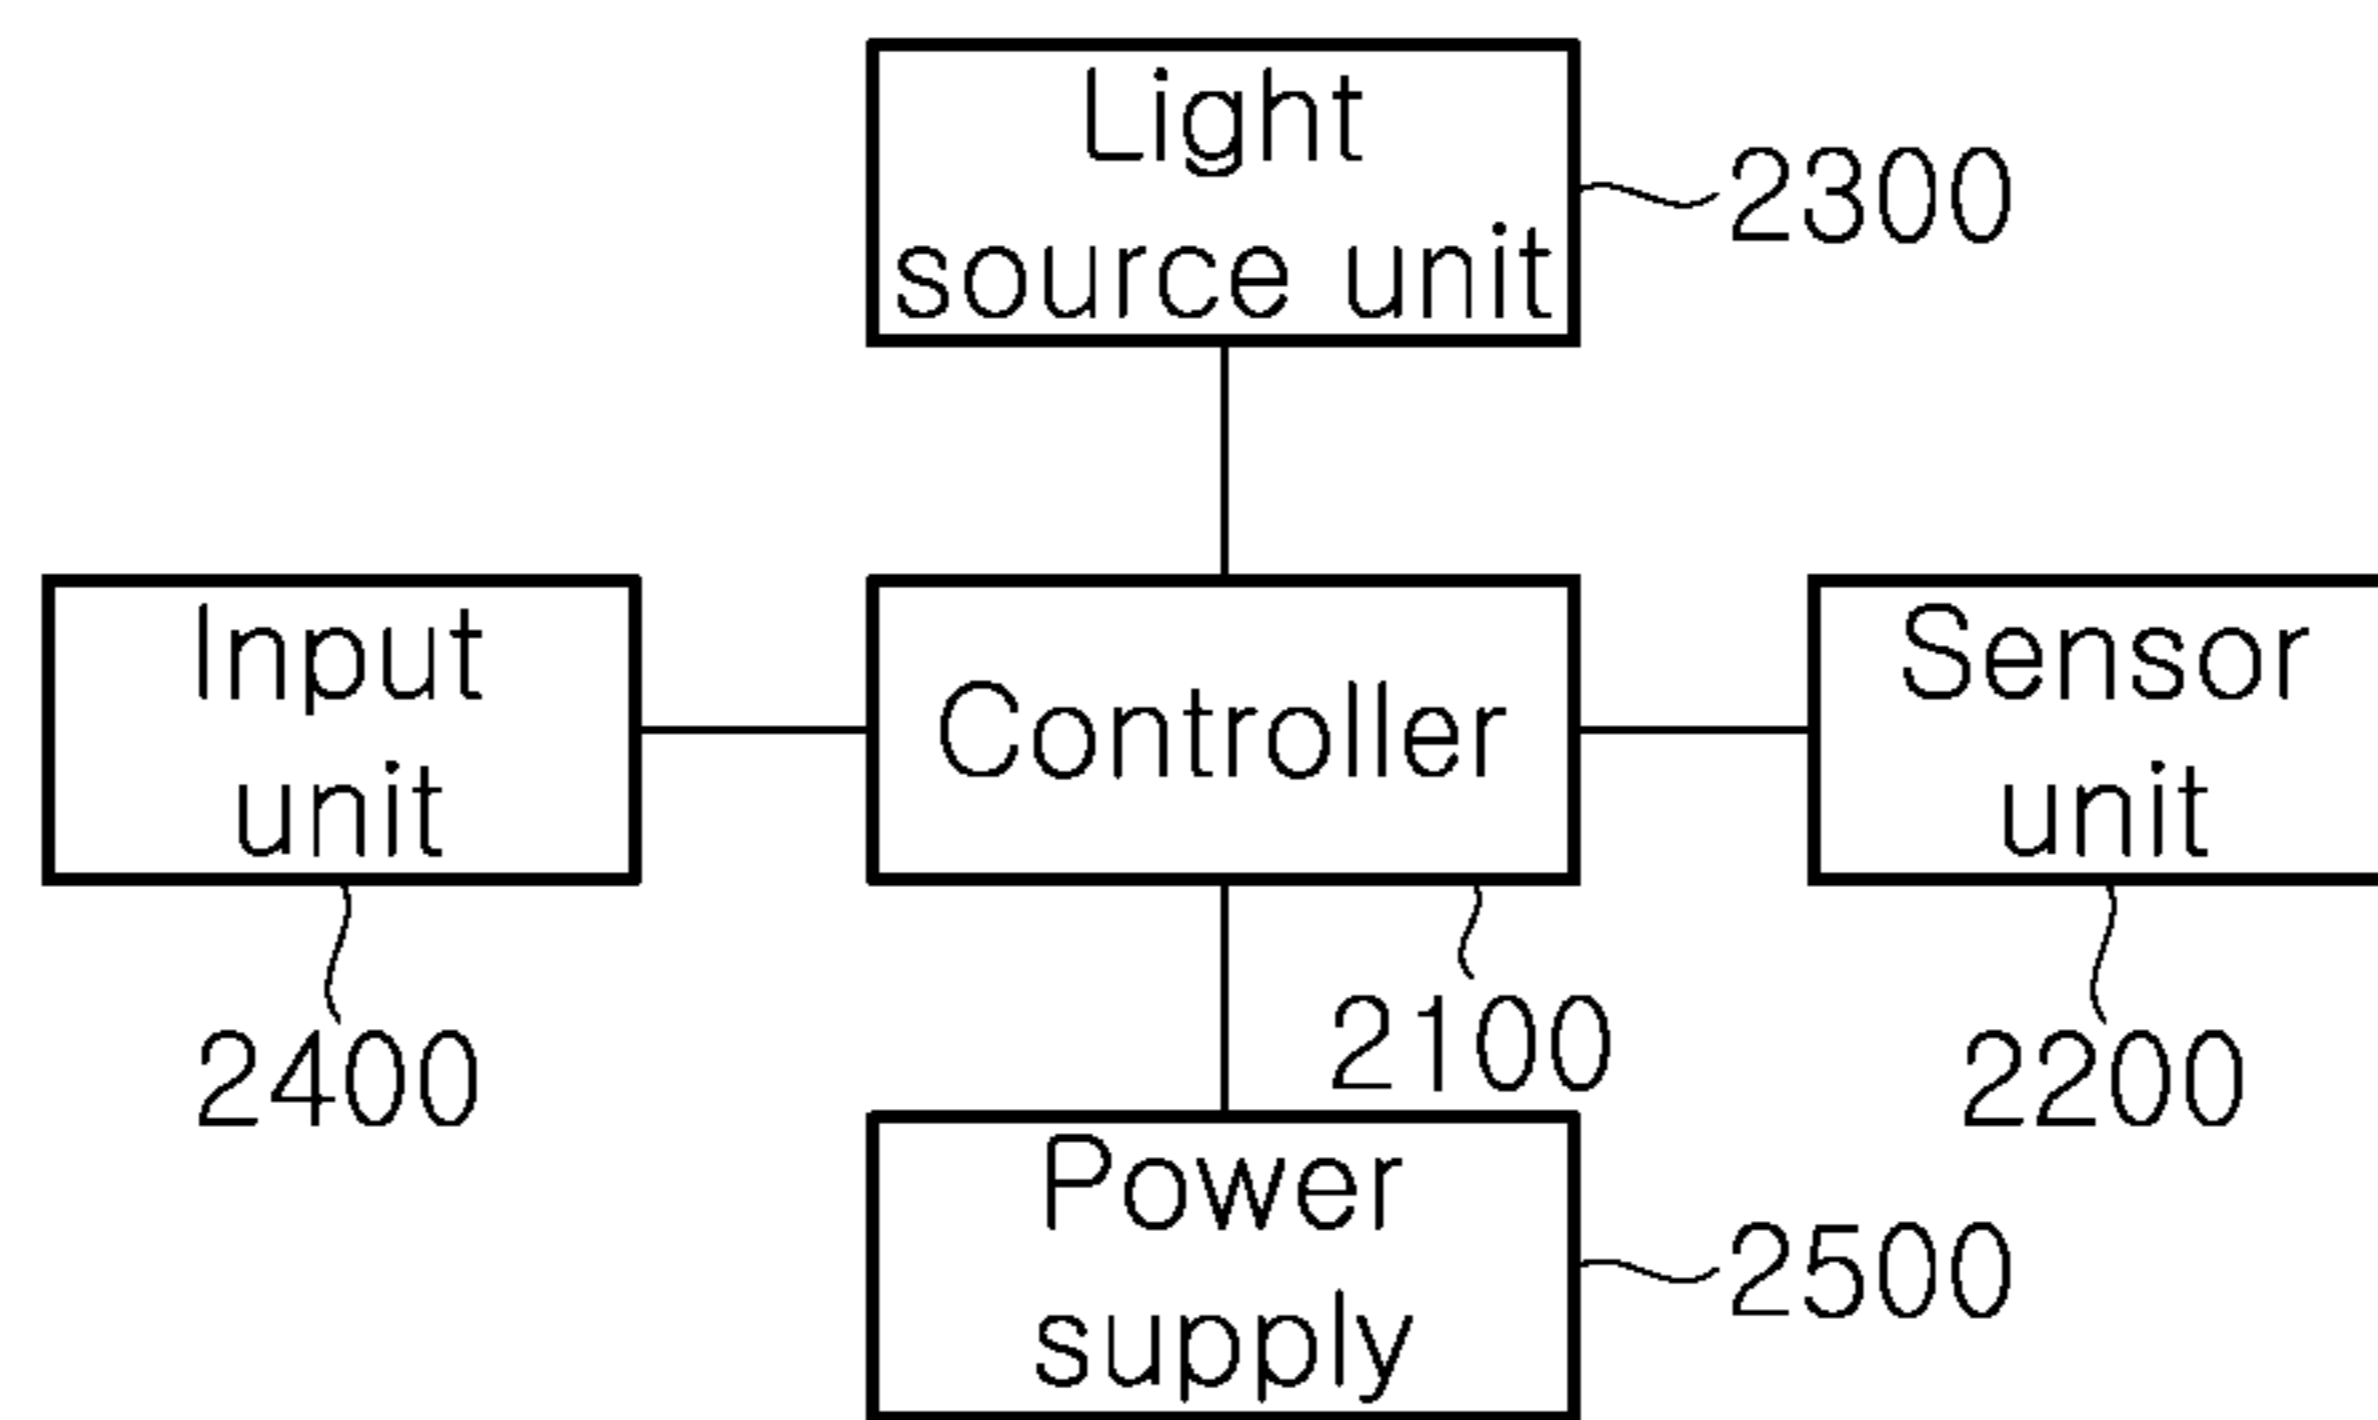 Light
source unit
2300
Input
unit
Controller
Sensor
unit
2400
2100
2200
Power
supply
2500